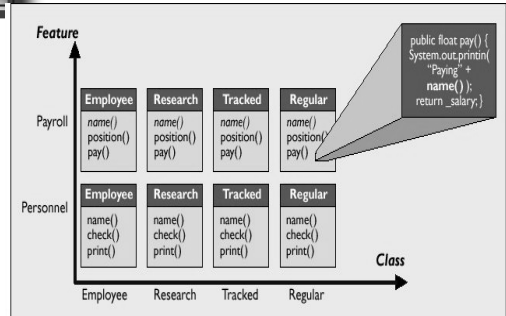 Feature
public float pay() {
System.out.println(
"Paying" +
name() );
return _salary; }
Payroll
Employee
name()
position()
pay()
Research
name()
position()
pay()
Tracked
name()
position()
pay()
Regular
name()
position()
pay()
Personnel
Employee
name()
check()
print()
Research
name()
check()
print()
Tracked
name()
check()
print()
Regular
name()
check()
print()
Class
Employee Research Tracked Regular